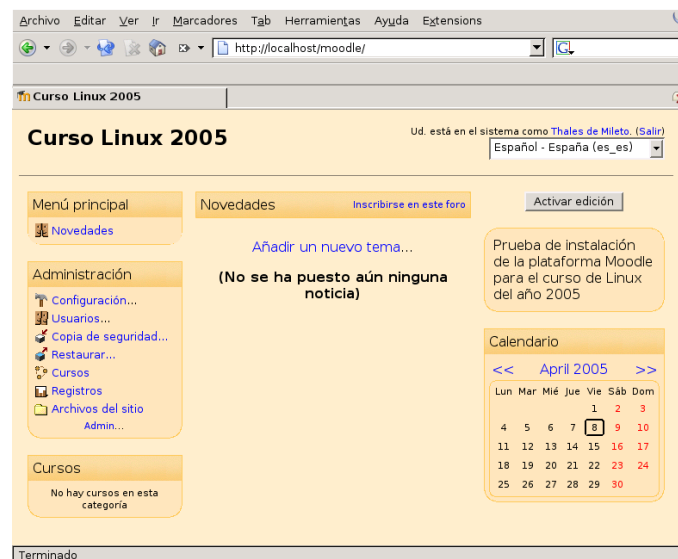 Archivo Editar Ver Ir Marcadores Tab Herramientas Ayuda Extensions
http://localhost/moodle/
Curso Linux 2005
Curso Linux 2005
Ud. está en el sistema como Thales de Mileto. (Salir)
Español - España (es_es)
Menú principal
Novedades
Administración
Configuración...
Usuarios...
Copia de seguridad...
Restaurar...
Cursos
Registros
Archivos del sitio
Admin...
Cursos
No hay cursos en esta
categoría
Novedades
Inscribirse en este foro
Añadir un nuevo tema...
(No se ha puesto aún ninguna
noticia)
Activar edición
Prueba de instalación
de la plataforma Moodle
para el curso de Linux
del año 2005
Calendario
<< April 2005 >>
Lun Mar Mié Jue Vie Sáb Dom
1 2 3
4 5 6 7 8 9 10
11 12 13 14 15 16 17
18 19 20 21 22 23 24
25 26 27 28 29 30
Terminado